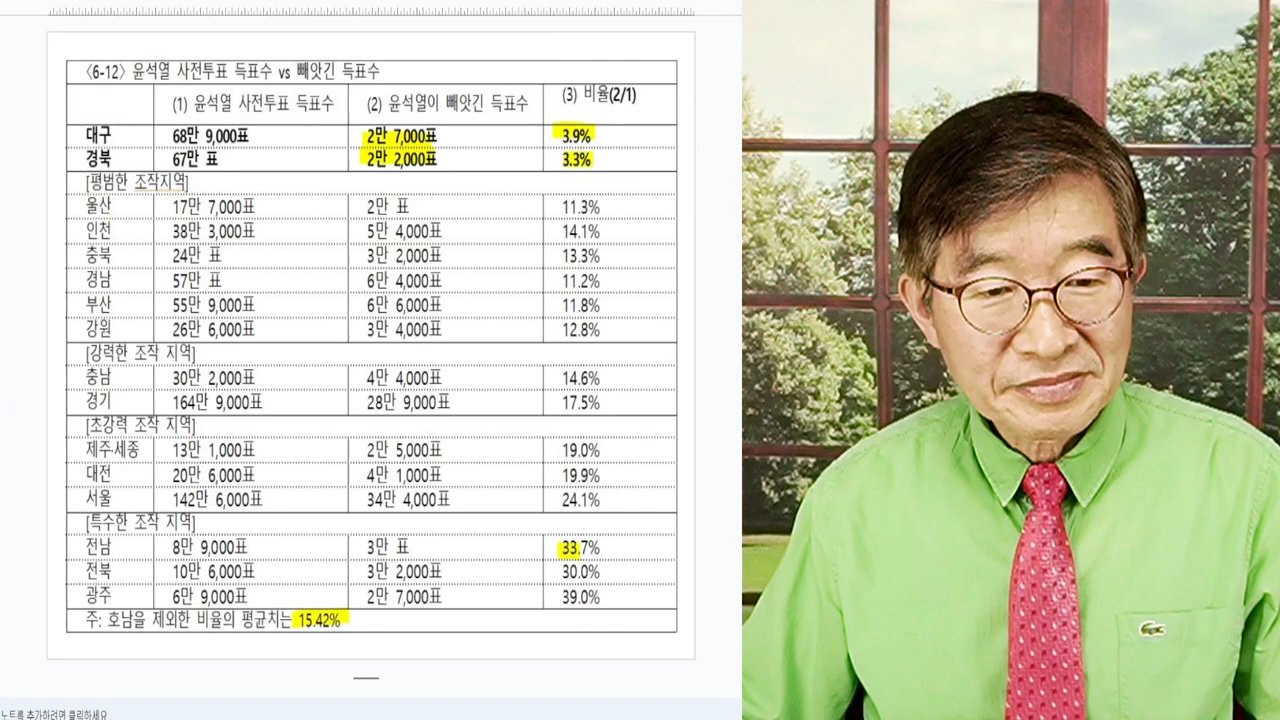 〈6-12〉 윤석열 사전투표 득표수 vs 빼앗긴 득표수
(1) 윤석열 사전투표 득표수 (2) 윤석열이 빼앗긴 득표수 (3) 비율(2/1)
대구 68만 9,000표 2만 7,000표 3.9%
경북 67만 표 2만 2,000표 3.3%
[평범한 조작지역]
울산 17만 7,000표 2만 표 11.3%
인천 38만 3,000표 5만 4,000표 14.1%
충북 24만 표 3만 2,000표 13.3%
경남 57만 표 6만 4,000표 11.2%
부산 55만 9,000표 6만 6,000표 11.8%
강원 26만 6,000표 3만 4,000표 12.8%
[강력한 조작 지역]
충남 30만 2,000표 4만 4,000표 14.6%
경기 164만 9,000표 28만 9,000표 17.5%
[초강력 조작 지역]
제주·세종 13만 1,000표 2만 5,000표 19.0%
대전 20만 6,000표 4만 1,000표 19.9%
서울 142만 6,000표 34만 4,000표 24.1%
[특수한 조작 지역]
전남 8만 9,000표 3만 표 33.7%
전북 10만 6,000표 3만 2,000표 30.0%
광주 6만 9,000표 2만 7,000표 39.0%
주: 호남을 제외한 비율의 평균치는 15.42%
노트를 추가하려면 클릭하세요